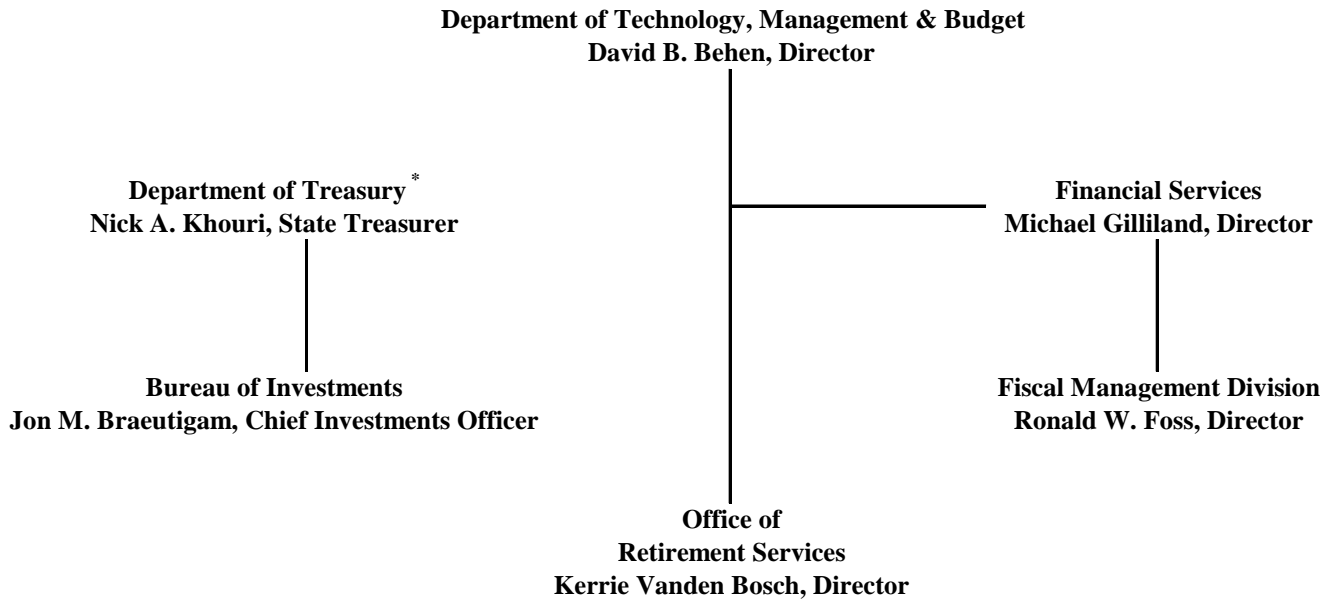 Department of Technology, Management & Budget
David B. Behen, Director
Department of Treasury *
Nick A. Khouri, State Treasurer
Financial Services
Michael Gilliland, Director
Bureau of Investments
Jon M. Braeutigam, Chief Investments Officer
Fiscal Management Division
Ronald W. Foss, Director
Office of
Retirement Services
Kerrie Vanden Bosch, Director